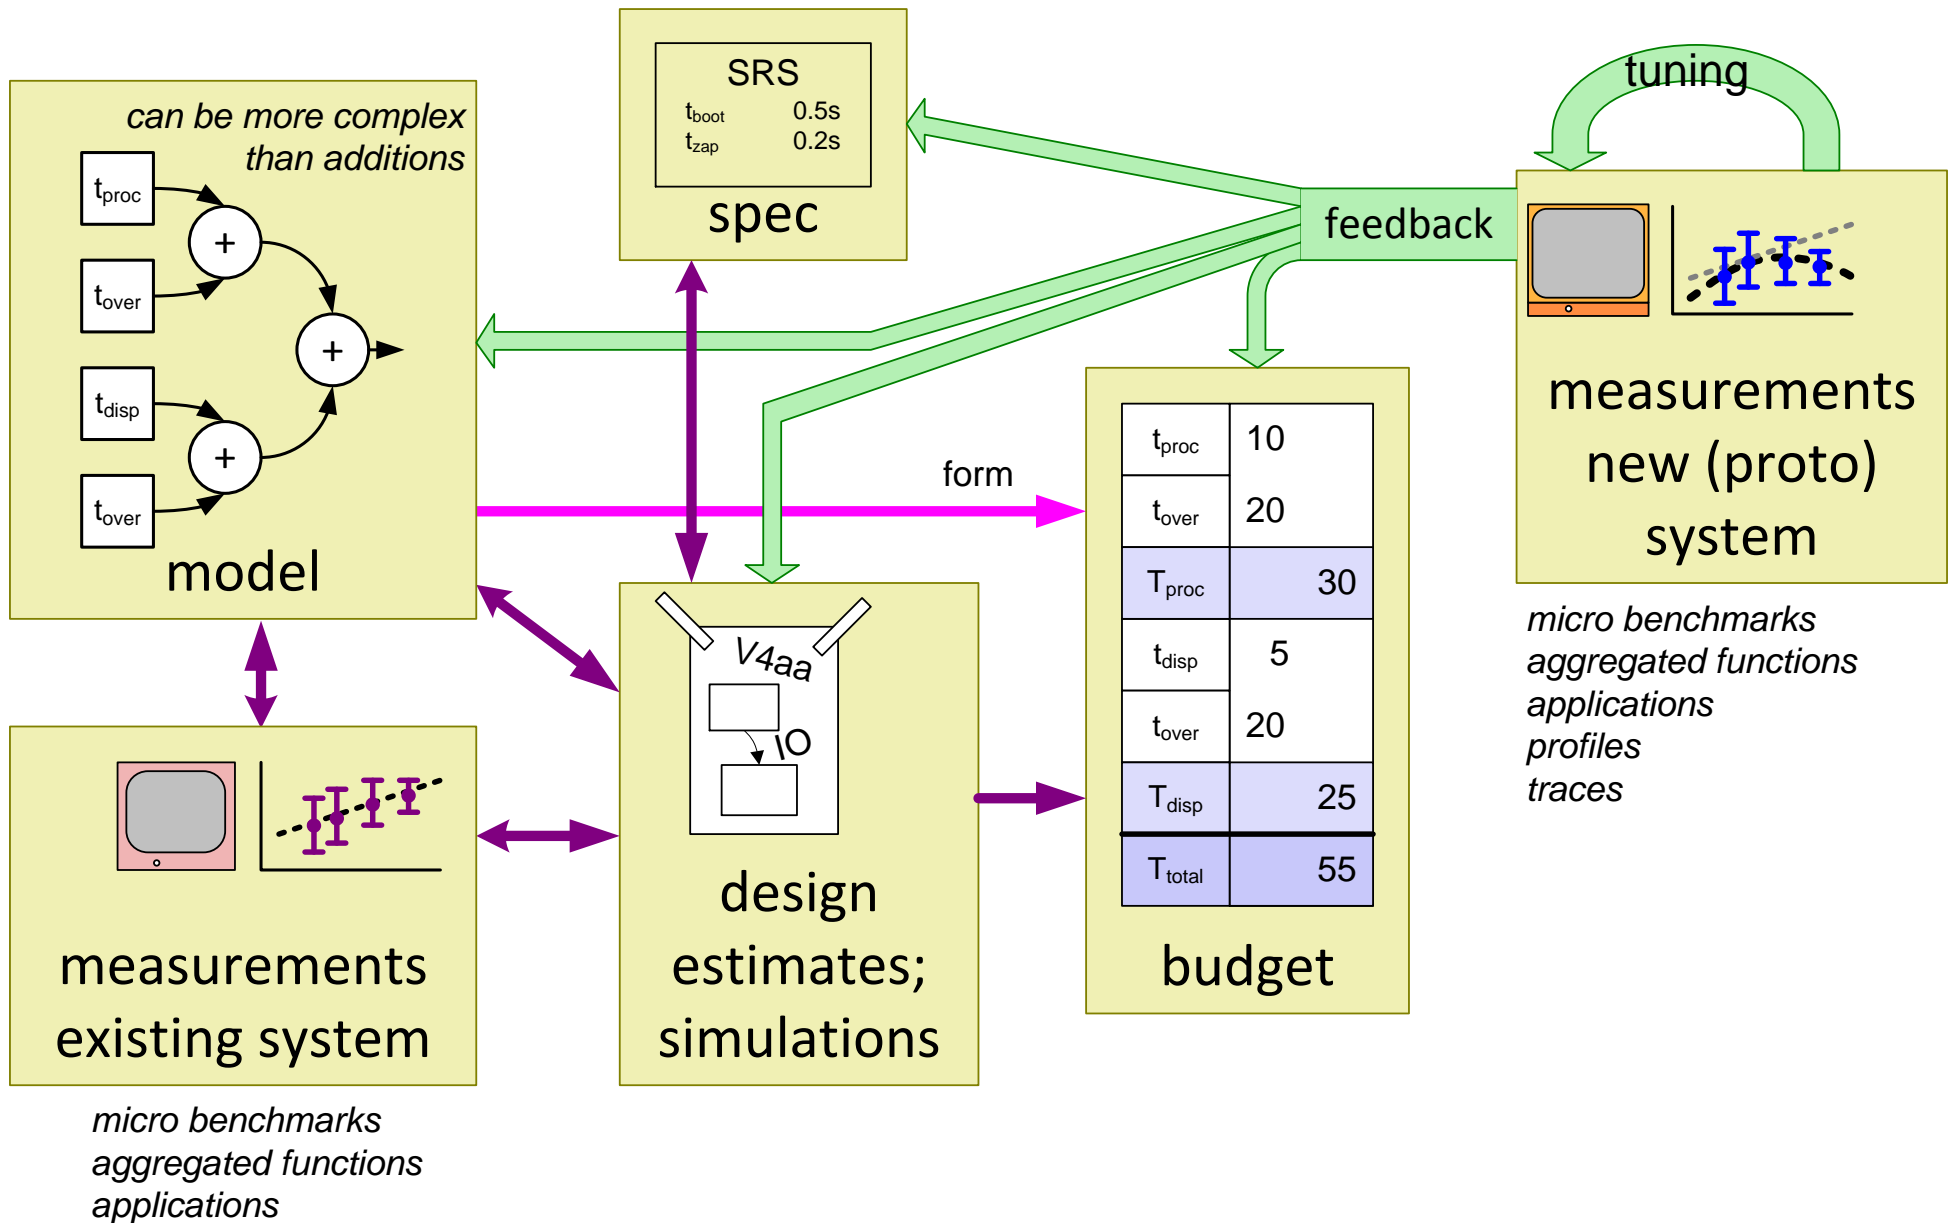 can be more complex
than additions
tproc
tover
tdisp
tover
+
+
+
model
SRS
tboot 0.5s
tzap 0.2s
spec
tuning
feedback
measurements
new (proto)
system
micro benchmarks
aggregated functions
applications
profiles
traces
form
tproc 10
tover 20
Tproc 30
tdisp 5
tover 20
Tdisp 25
Ttotal 55
budget
V4aa
IO
design
estimates;
simulations
measurements
existing system
micro benchmarks
aggregated functions
applications